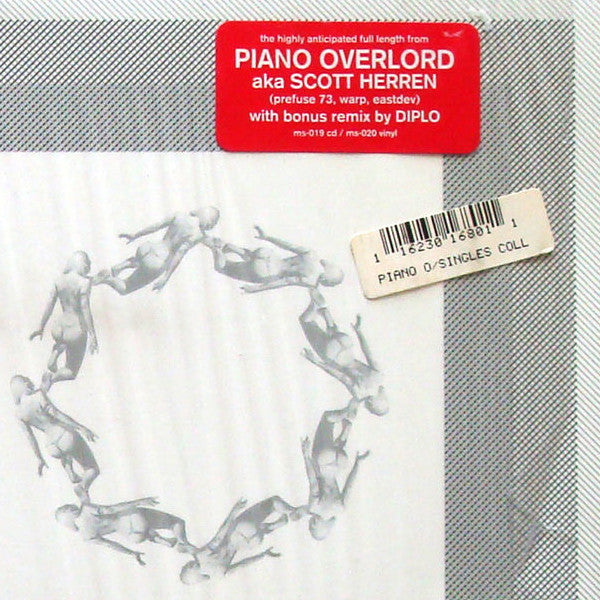 the highly anticipated full length from
PIANO OVERLORD
aka SCOTT HERREN
(prefuse 73, warp, eastdev)
with bonus remix by DIPLO
ms-019 cd / ms-020 vinyl
1 16230 16801 1
PIANO O/SINGLES COLL